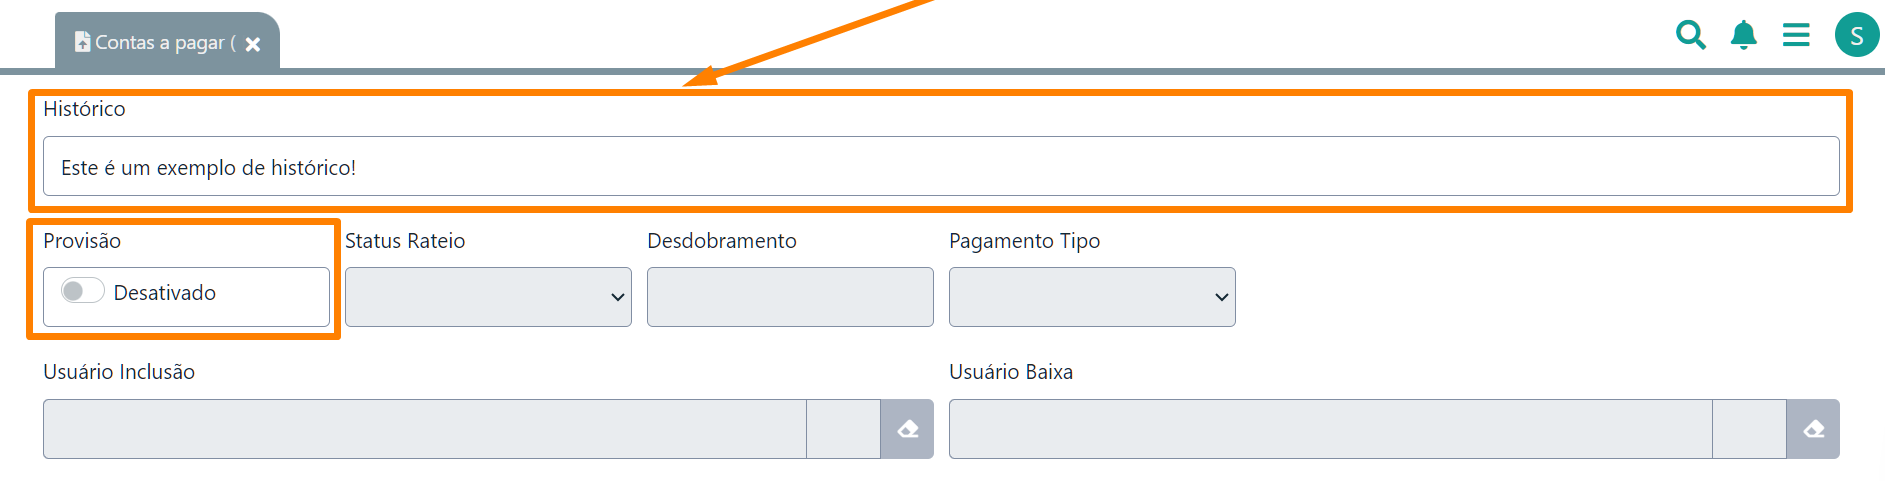 Contas a pagar (
S
Histórico
Este é um exemplo de histórico!
Provisão
Status Rateio
Desdobramento
Pagamento Tipo
Desativado
Usuário Inclusão
Usuário Baixa